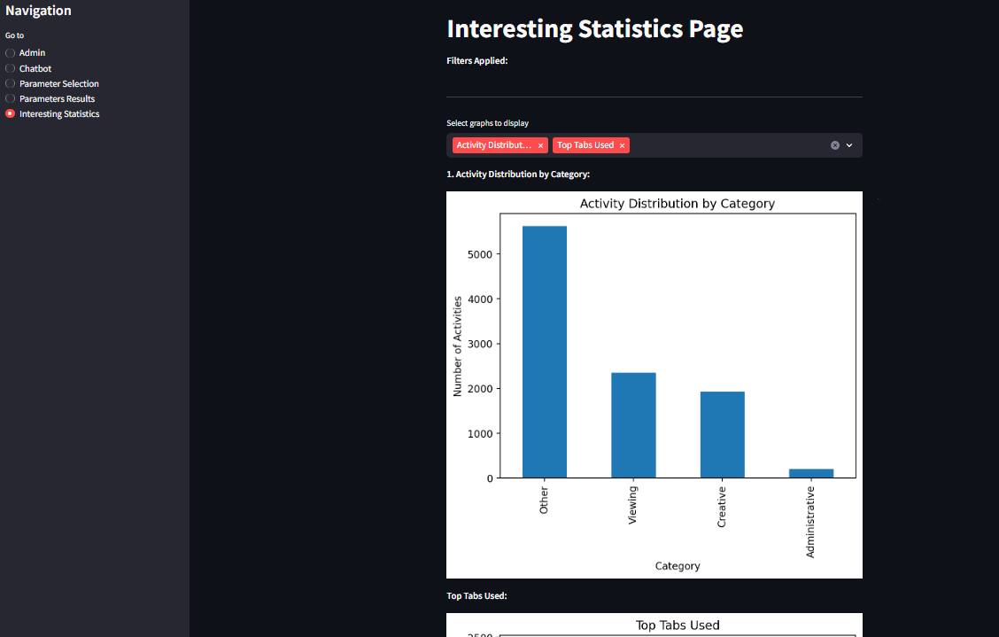 Navigation
Go to
Admin
Chatbot
Parameter Selection
Parameters Results
Interesting Statistics
Interesting Statistics Page
Filters Applied:
Select graphs to display
Activity Distribut... × Top Tabs Used ×
1. Activity Distribution by Category:
Activity Distribution by Category
Number of Activities
5000
4000
3000
2000
1000
0
Other
Viewing
Creative
Administrative
Category
Top Tabs Used:
Top Tabs Used
2500